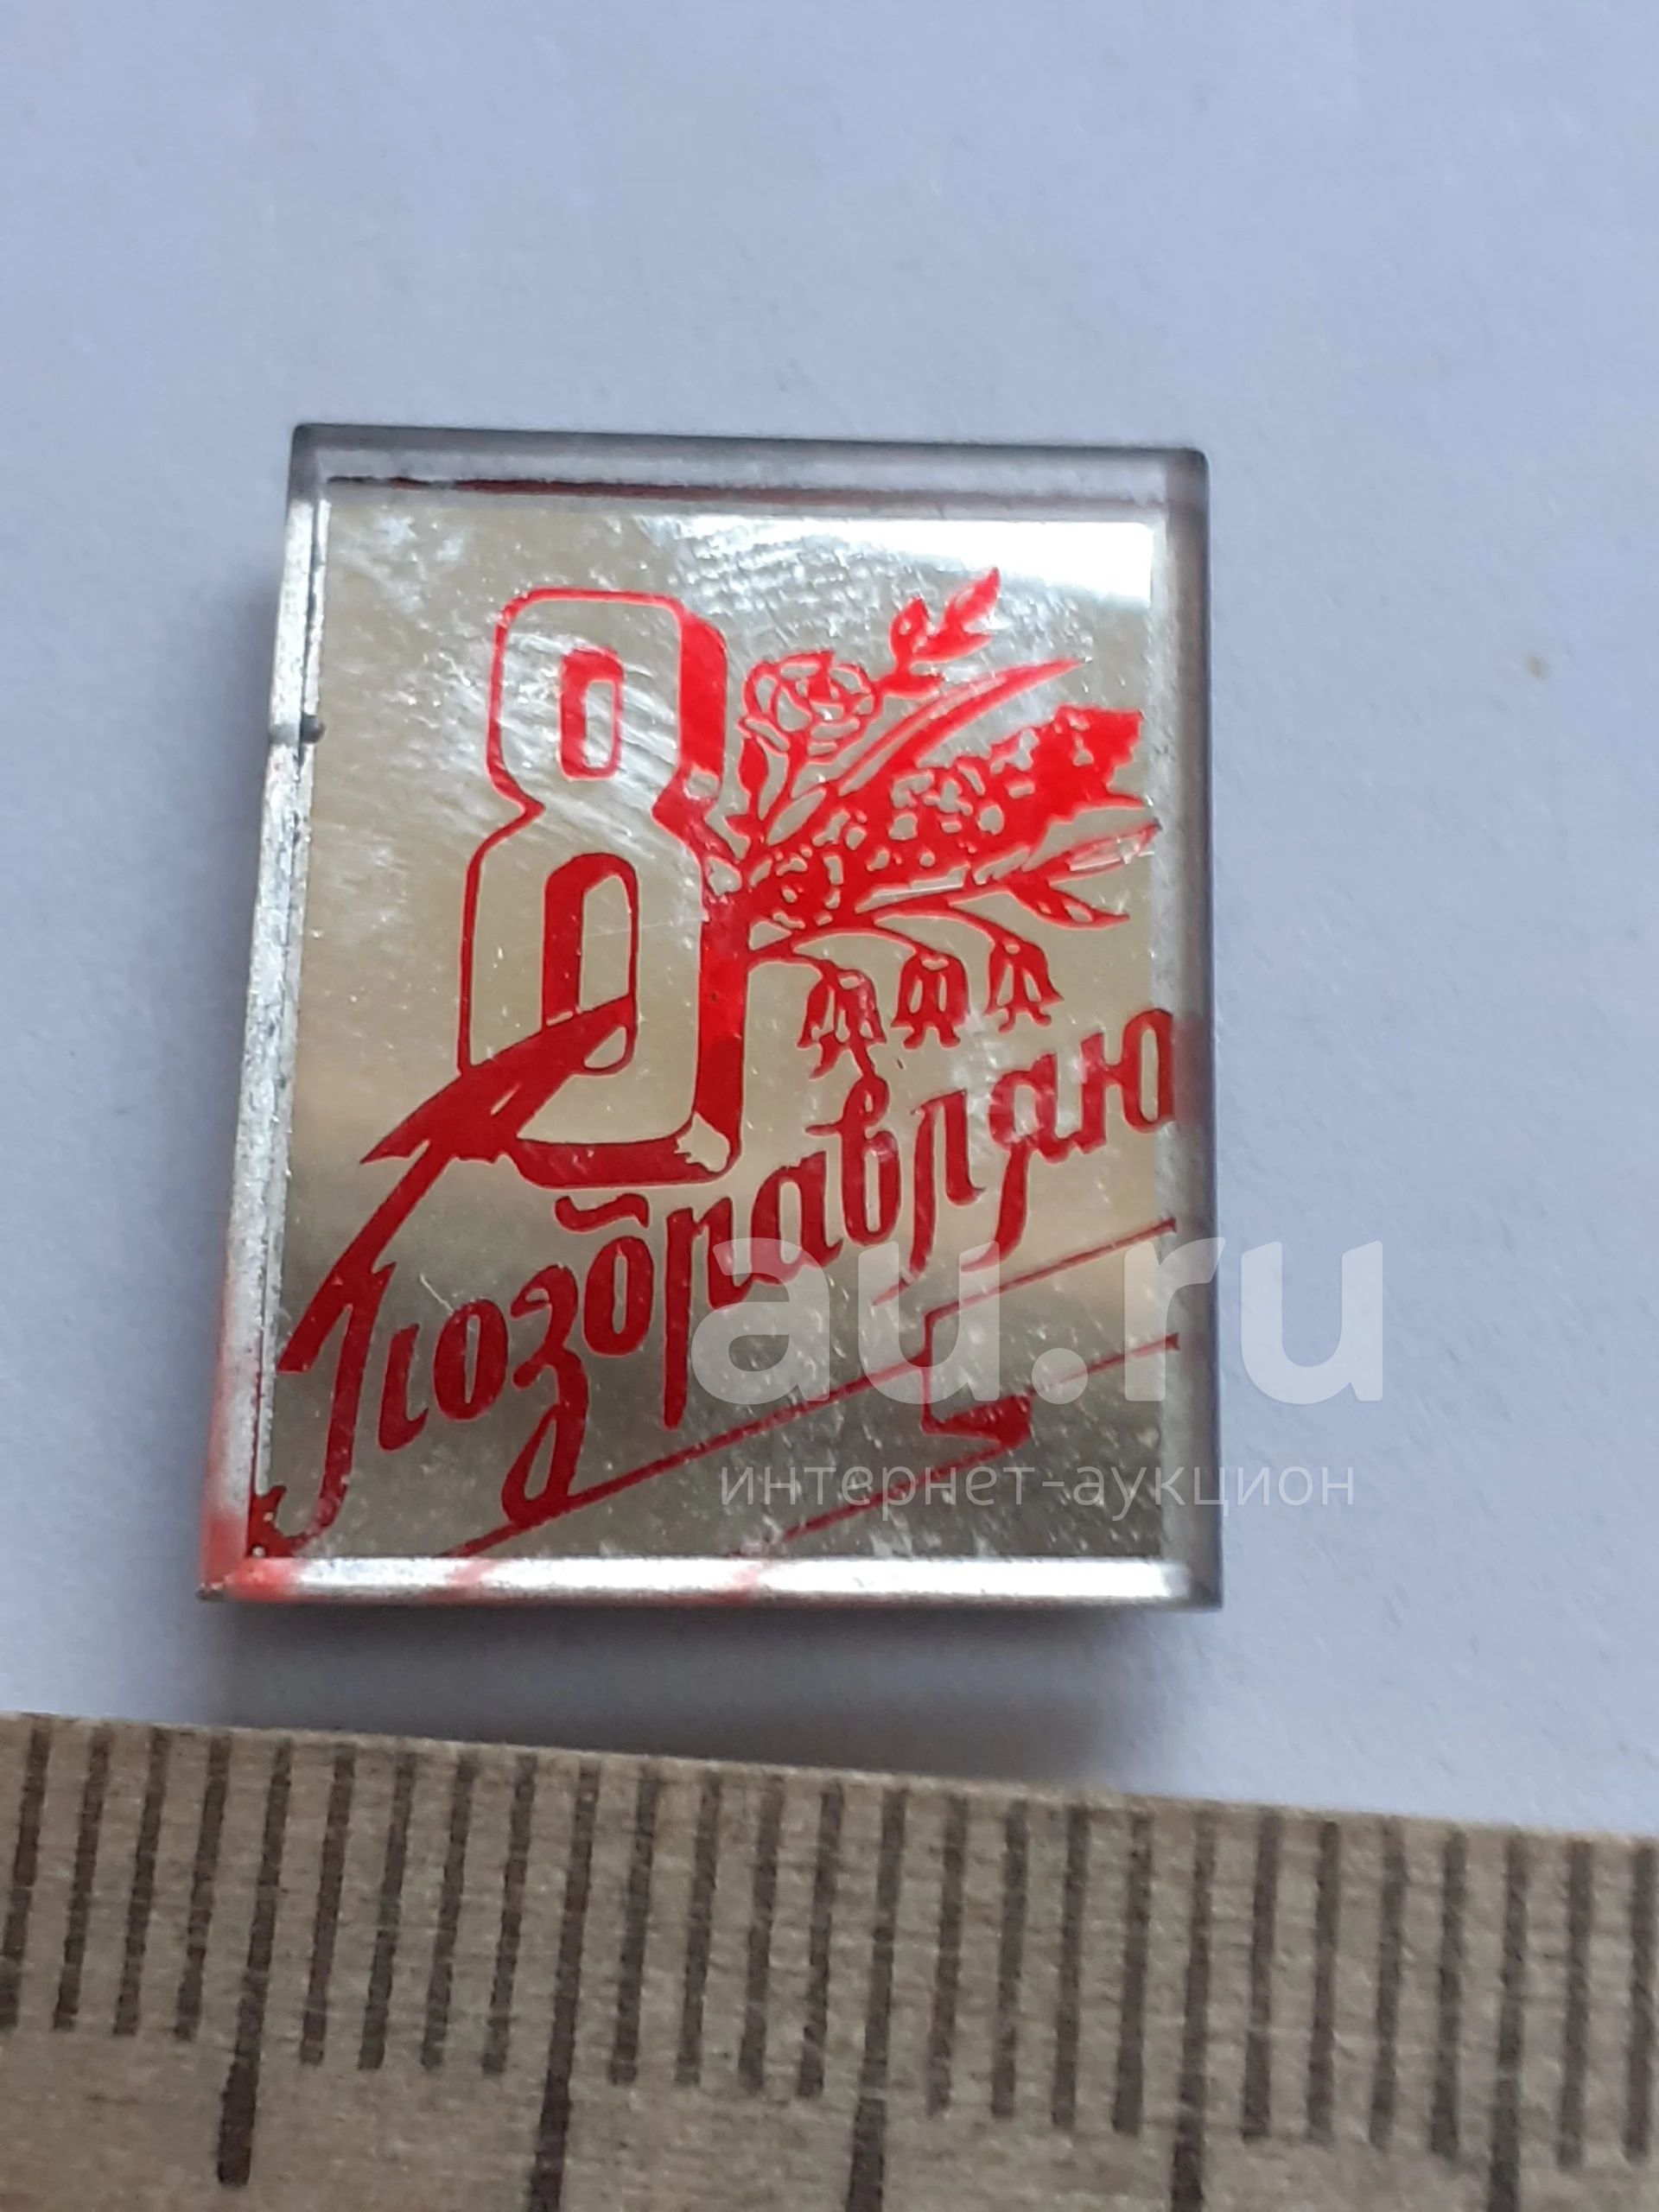 8
Поздравляю
au.ru
интернет-аукцион